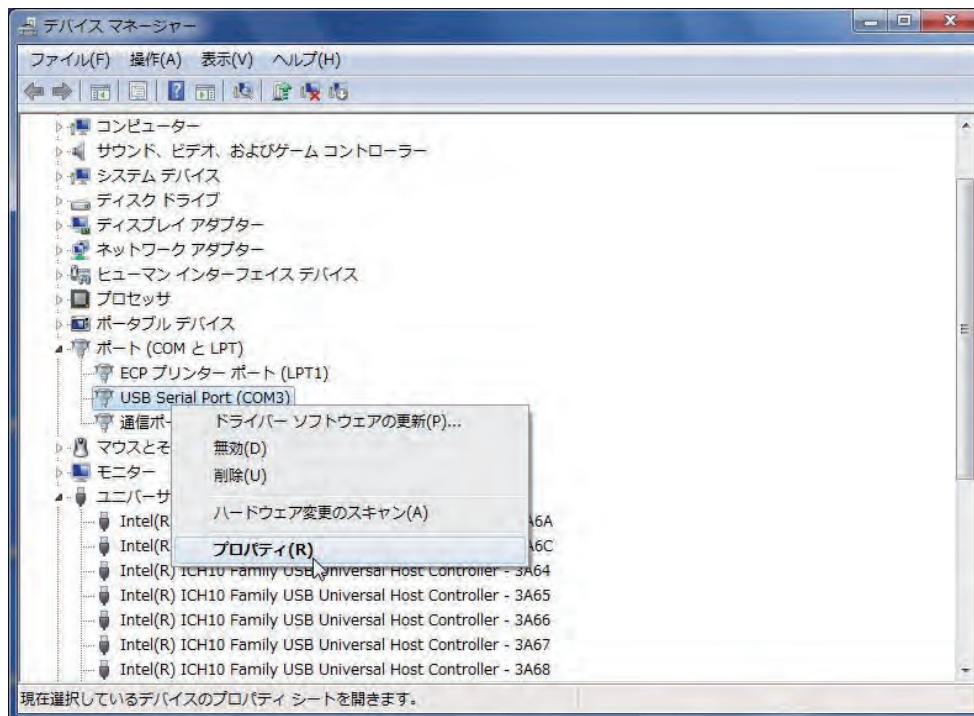 デバイス マネージャー
ファイル(F) 操作(A) 表示(V) ヘルプ(H)
コンピューター
サウンド、ビデオ、およびゲーム コントローラー
システム デバイス
ディスク ドライブ
ディスプレイ アダプター
ネットワーク アダプター
ヒューマン インターフェイス デバイス
プロセッサ
ポータブル デバイス
ポート (COM と LPT)
ECP プリンター ポート (LPT1)
USB Serial Port (COM3)
通信ポー
ドライバー ソフトウェアの更新(P)...
マウスとそ
無効(D)
モニター
削除(U)
ユニバーサ
ハードウェア変更のスキャン(A)
Intel(R A6A
Intel(R A6C
プロパティ(R)
Intel(R) ICH10 Family USB Universal Host Controller - 3A64
Intel(R) ICH10 Family USB Universal Host Controller - 3A65
Intel(R) ICH10 Family USB Universal Host Controller - 3A66
Intel(R) ICH10 Family USB Universal Host Controller - 3A67
Intel(R) ICH10 Family USB Universal Host Controller - 3A68
現在選択しているデバイスのプロパティ シートを開きます。